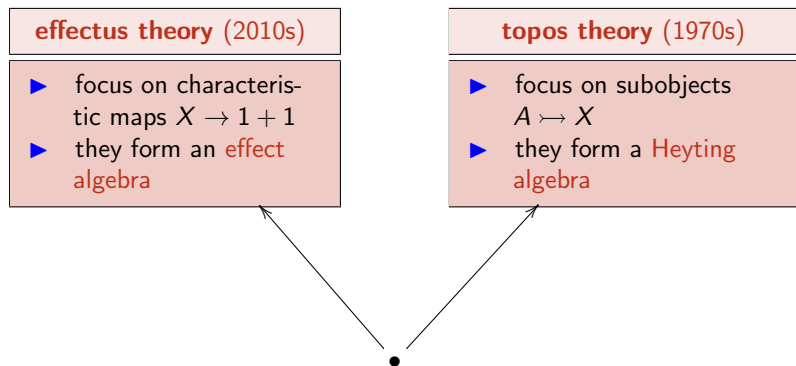 effectus theory (2010s)
▶ focus on characteris-
tic maps X → 1 + 1
▶ they form an effect
algebra
topos theory (1970s)
▶ focus on subobjects
A ↣ X
▶ they form a Heyting
algebra